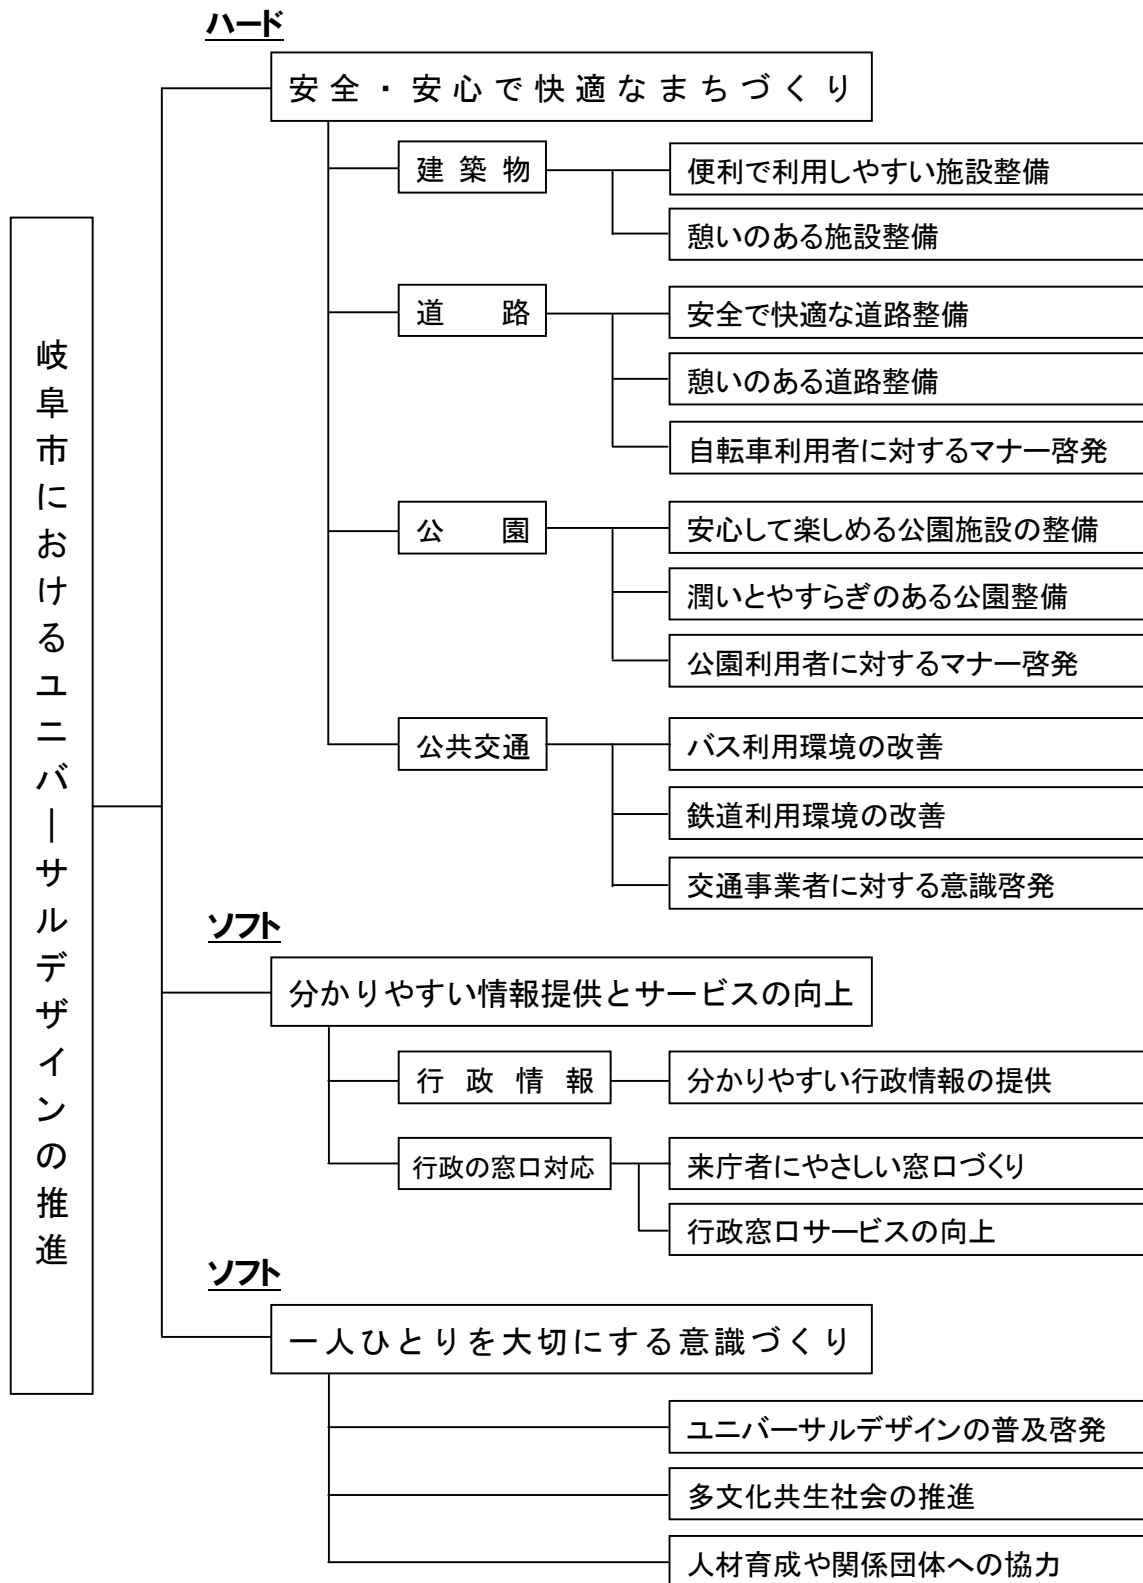 岐阜市におけるユニバーサルデザインの推進
ハード
安全・安心で快適なまちづくり
建築物
便利で利用しやすい施設整備
憩いのある施設整備
道路
安全で快適な道路整備
憩いのある道路整備
自転車利用者に対するマナー啓発
公園
安心して楽しめる公園施設の整備
潤いとやすらぎのある公園整備
公園利用者に対するマナー啓発
公共交通
バス利用環境の改善
鉄道利用環境の改善
交通事業者に対する意識啓発
ソフト
分かりやすい情報提供とサービスの向上
行政情報
分かりやすい行政情報の提供
行政の窓口対応
来庁者にやさしい窓口づくり
行政窓口サービスの向上
ソフト
一人ひとりを大切にする意識づくり
ユニバーサルデザインの普及啓発
多文化共生社会の推進
人材育成や関係団体への協力